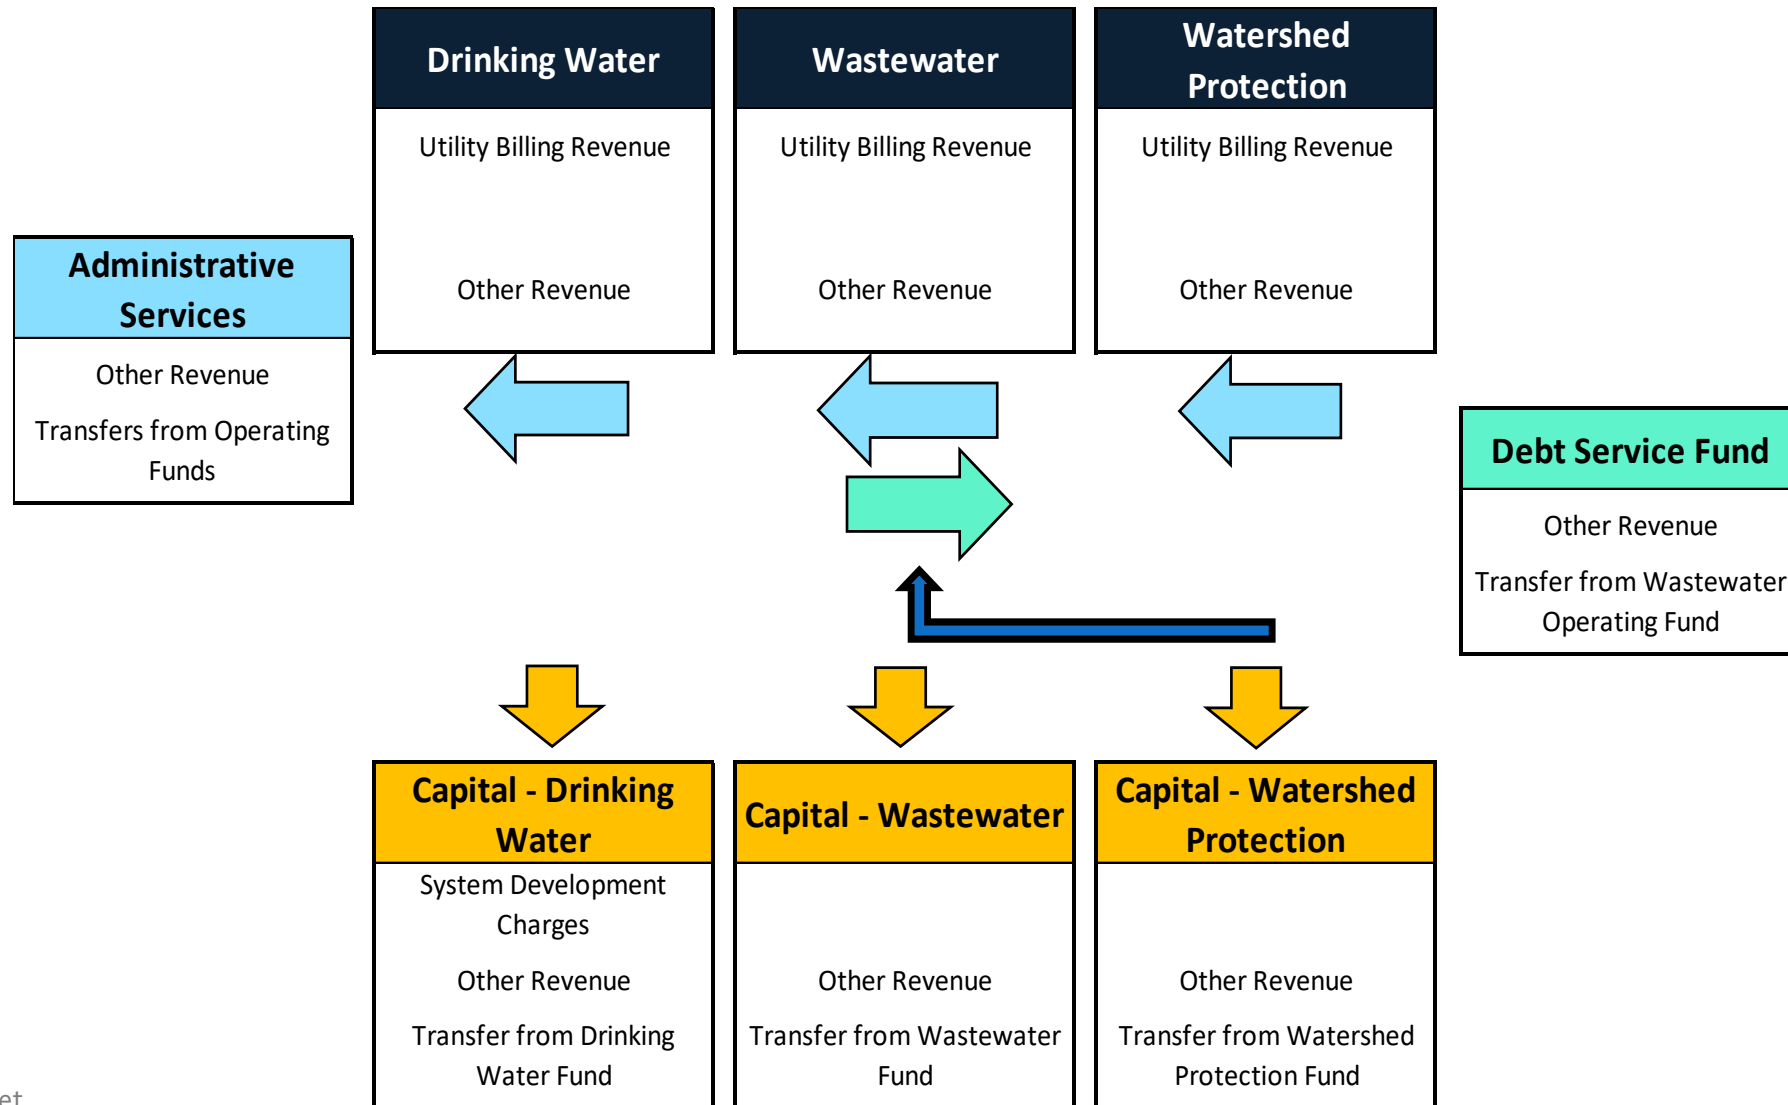 Drinking Water
Utility Billing Revenue
Other Revenue
Wastewater
Utility Billing Revenue
Other Revenue
Watershed
Protection
Utility Billing Revenue
Other Revenue
Administrative
Services
Other Revenue
Transfers from Operating
Funds
Debt Service Fund
Other Revenue
Transfer from Wastewater
Operating Fund
Capital - Drinking
Water
System Development
Charges
Other Revenue
Transfer from Drinking
Water Fund
Capital - Wastewater
Other Revenue
Transfer from Wastewater
Fund
Capital - Watershed
Protection
Other Revenue
Transfer from Watershed
Protection Fund